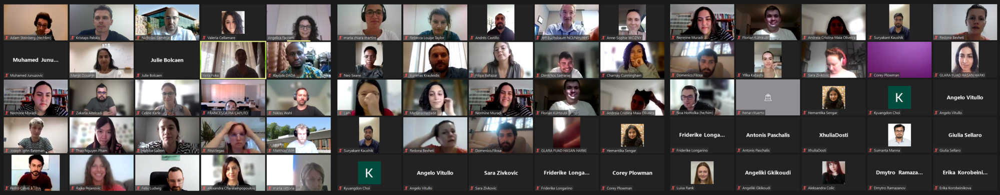 Adam Steinberg (He/Him)
Kristaps Palskis
Nicholas Sammut
Valeria Cellamare
Angelica Facoetti
maria chiara martire
Rebecca Louise Taylor
Andrés Castillo
Jeff Buchsbaum NCI/NIH/HHS
Anne-Sophie WOZNY
Nermine Muradi
Florian Kühteubl
Andreia Cristina Maia Oliveira
Suryakant Kaushik
Redona Bexheti
Muhamed Junu...
Muhamed Junuzovic
Manjit Dosanjh
Julie Bolcaen
Julie Bolcaen
Yiota Foka
Kayode DADA
Neo Seane
Aurimas Krauleidis
Filipa Baltazar
Dimitrios Samaras
Charnay Cunningham
Domenico.Filosa
Yllka Kabashi
Sara Zivkovic
Corey Plowman
GLARA FUAD HASAN HARKI
Nermine Muradi
Zakaria Aitelcadi
Celine Karle
FRANCESCA PIA CAPUTO
Niklas Wahl
Lam
Mariana Piedade
Nermine Muradi
Florian Kühteubl
Andreia Cristina Maia Oliveira
Noa Homolka (he/him)
henar.rituerto
Hemantika Sengar
K
Kyuangdon Choi
Angelo Vitullo
Angelo Vitullo
Joseph John Bateman
Thao Nguyen Pham
Habiba Sallem
RitaViegas
Matthias Witt
Suryakant Kaushik
Redona Bexheti
Domenico.Filosa
GLARA FUAD HASAN HARKI
Hemantika Sengar
Friderike Longa...
Friderike Longarino
Antonis Paschalis
Antonis Paschalis
XhuliaDosti
XhuliaDosti
Sumanta Manna
Giulia Sellaro
Giulia Sellaro
Pedro Calvo
Rajka Pejanovic
Felix Ludwig
Alexandra Charalampopoulou
maria vittoria
K
Kyuangdon Choi
Angelo Vitullo
Angelo Vitullo
Sara Zivkovic
Sara Zivkovic
Friderike Longa...
Friderike Longarino
Corey Plowman
Corey Plowman
Luisa Rank
Angeliki Gkikoudi
Angeliki Gkikoudi
Aleksandra Colic
Dmytro Ramaza...
Dmytro Ramazanov
Erika Korobeini...
Erika Korobeinikova